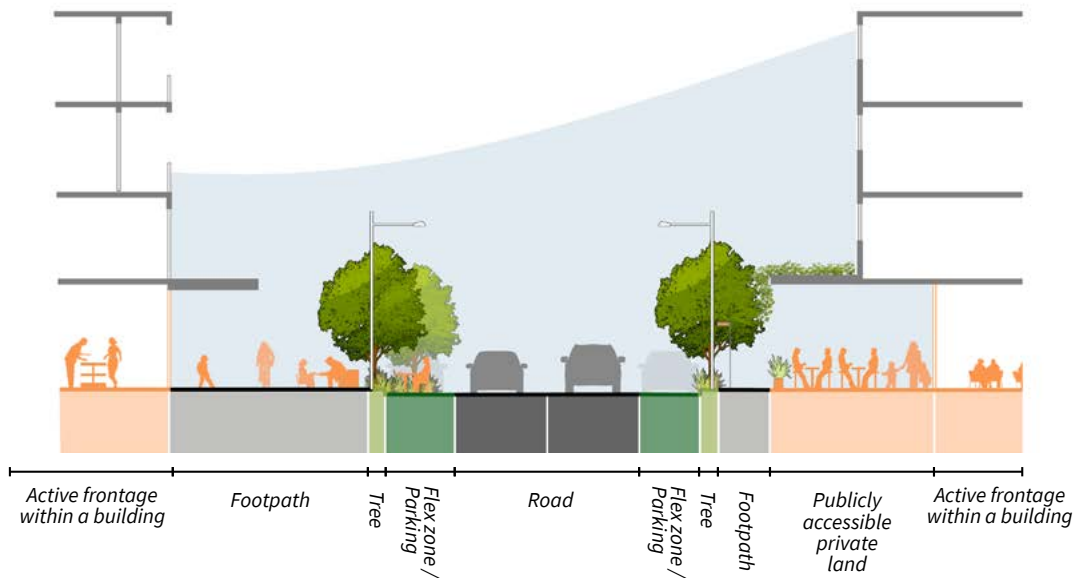 Active frontage
within a building
Footpath
Tree
Flex zone /
Parking
Road
Flex zone /
Parking
Tree
Footpath
Publicly
accessible
private
land
Active frontage
within a building